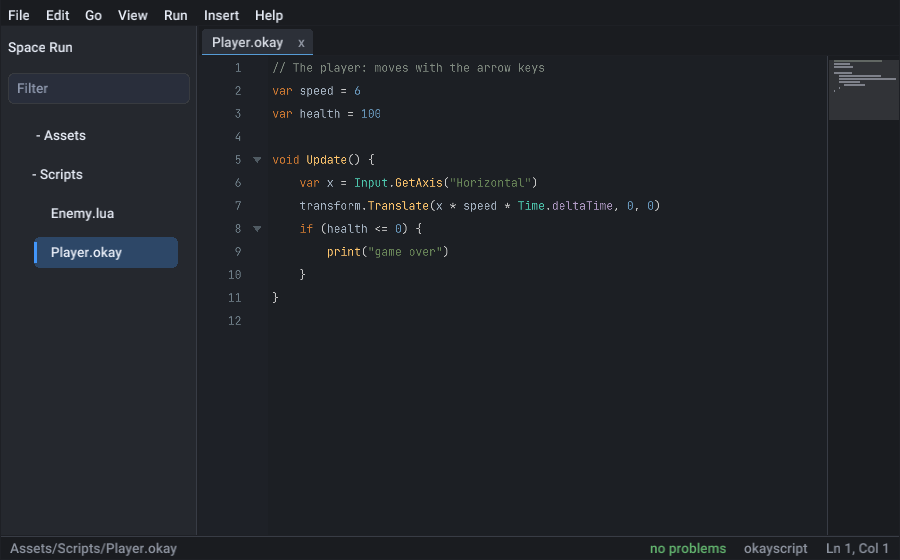 File Edit Go View Run Insert Help
Space Run
Filter
- Assets
- Scripts
Enemy.lua
Player.okay
Player.okay x
1 // The player: moves with the arrow keys
2 var speed = 6
3 var health = 100
4
5 void Update() {
6 var x = Input.GetAxis("Horizontal")
7 transform.Translate(x * speed * Time.deltaTime, 0, 0)
8 if (health <= 0) {
9 print("game over")
10 }
11 }
12
Assets/Scripts/Player.okay no problems okayscript Ln 1, Col 1